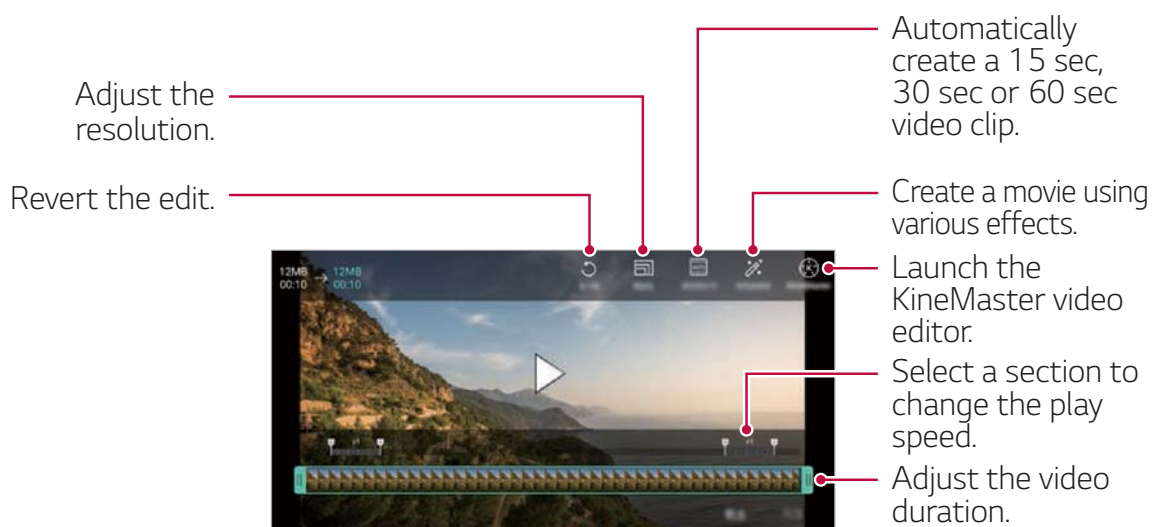 Automatically
create a 15 sec,
30 sec or 60 sec
video clip.
Adjust the
resolution.
Revert the edit.
Create a movie using
various effects.
12MB → 12MB
00:10 00:10
Launch the
KineMaster video
editor.
Select a section to
change the play
speed.
Adjust the video
duration.